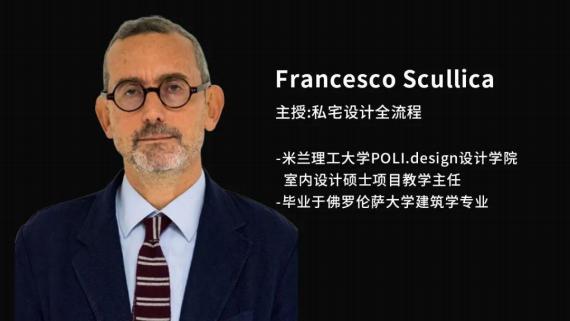 Francesco Scullica
主授:私宅设计全流程
-米兰理工大学POLI.design设计学院
室内设计硕士项目教学主任
-毕业于佛罗伦萨大学建筑学专业